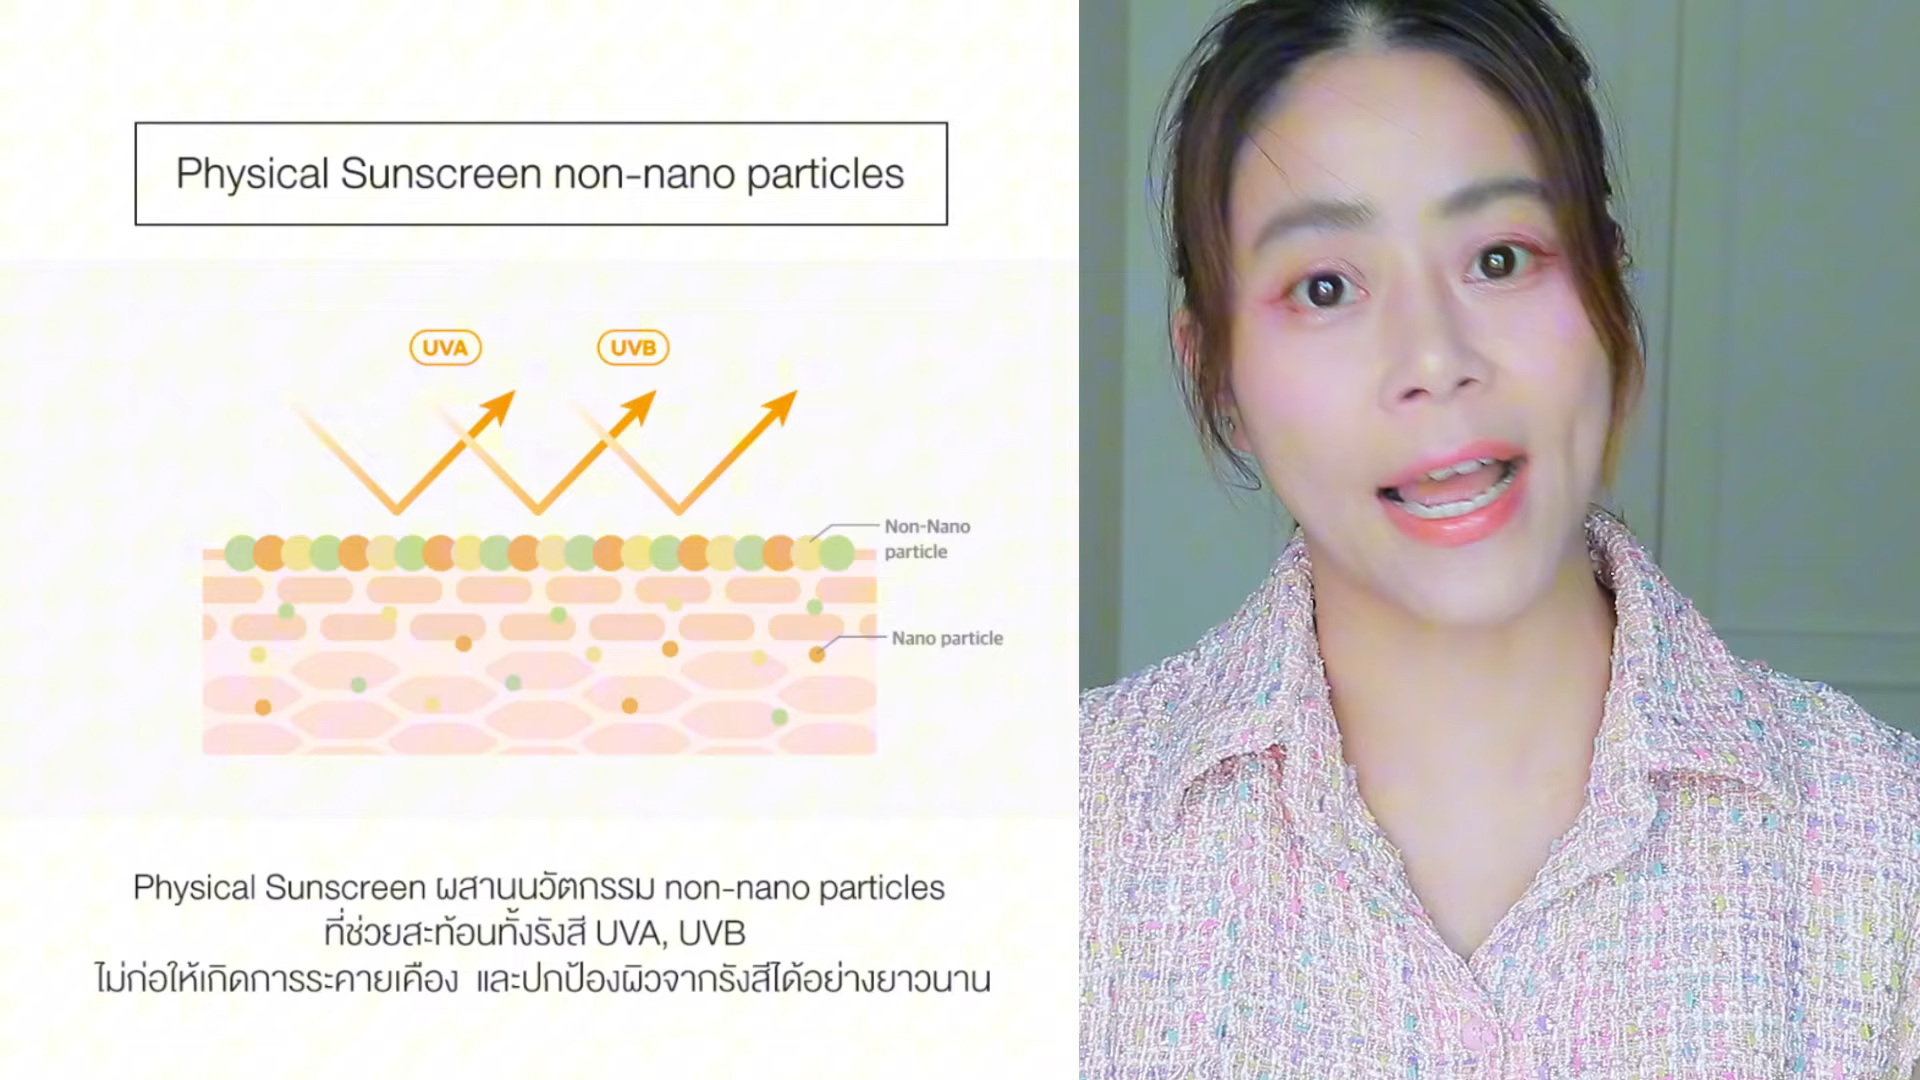 Physical Sunscreen non-nano particles
UVA
UVB
Non-Nano
particle
Nano particle
Physical Sunscreen ผสานนวัตกรรม non-nano particles
ที่ช่วยสะท้อนทั้งรังสี UVA, UVB
ไม่ก่อให้เกิดการระคายเคือง และปกป้องผิวจากรังสีได้อย่างยาวนาน